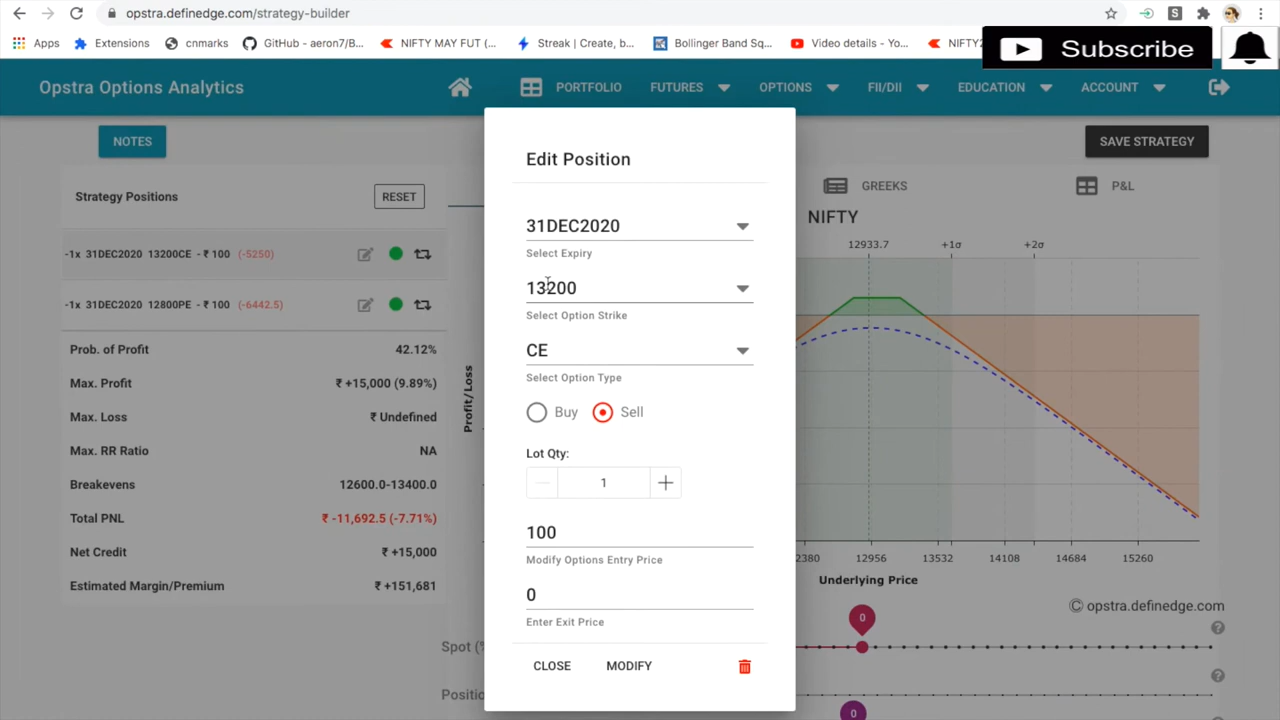 opstra.definedge.com/strategy-builder
Apps Extensions cnmarks GitHub - aeron7/B... NIFTY MAY FUT (... Streak | Create, b... Bollinger Band Sq... Video details - Yo... NIFTY2
Subscribe
Opstra Options Analytics PORTFOLIO FUTURES OPTIONS FII/DII EDUCATION ACCOUNT
NOTES
SAVE STRATEGY
Strategy Positions RESET
-1x 31DEC2020 13200CE - ₹ 100 (-5250)
-1x 31DEC2020 12800PE - ₹ 100 (-6442.5)
Prob. of Profit 42.12%
Max. Profit ₹ +15,000 (9.89%)
Max. Loss ₹ Undefined
Max. RR Ratio NA
Breakevens 12600.0-13400.0
Total PNL ₹ -11,692.5 (-7.71%)
Net Credit ₹ +15,000
Estimated Margin/Premium ₹ +151,681
Profit/Loss
Edit Position
31DEC2020
Select Expiry
13200
Select Option Strike
CE
Select Option Type
Buy Sell
Lot Qty:
1
100
Modify Options Entry Price
0
Enter Exit Price
CLOSE MODIFY
GREEKS P&L
NIFTY
12933.7 +1σ +2σ
2380 12956 13532 14108 14684 15260
Underlying Price
© opstra.definedge.com
0
?
Spot (%
?
Positio
0